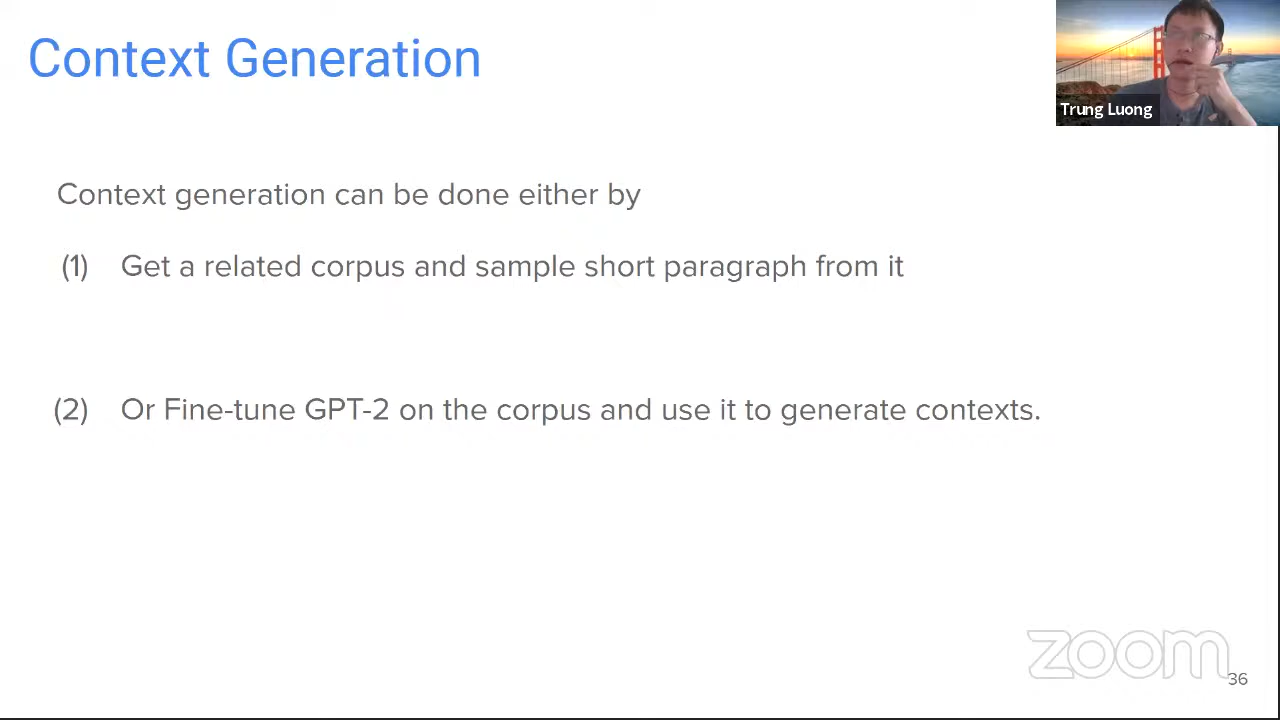 Context Generation
Trung Luong
Context generation can be done either by
(1) Get a related corpus and sample short paragraph from it
(2) Or Fine-tune GPT-2 on the corpus and use it to generate contexts.
zoom
36